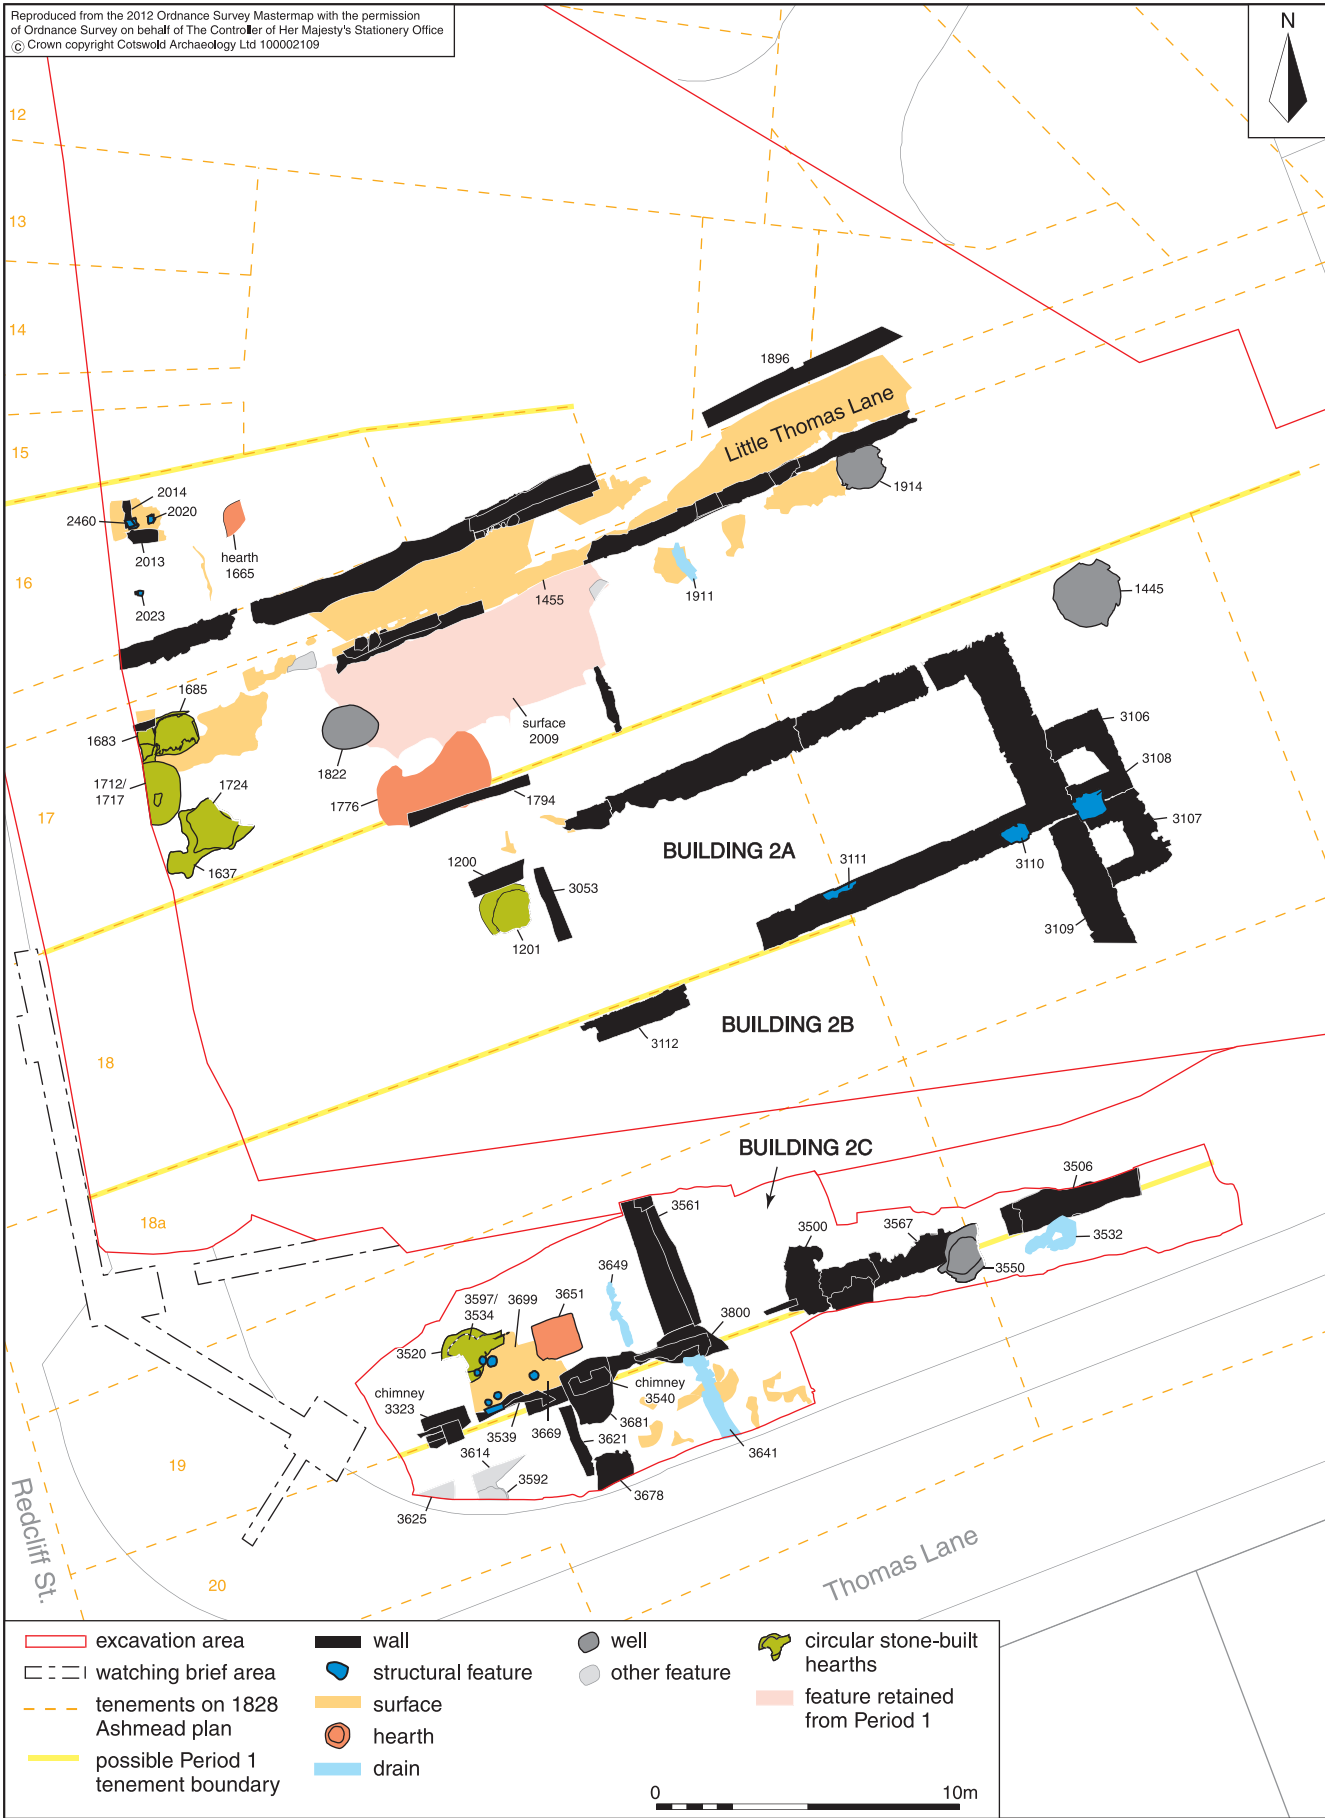 Reproduced from the 2012 Ordnance Survey Mastermap with the permission
of Ordnance Survey on behalf of The Controller of Her Majesty's Stationery Office
© Crown copyright Cotswold Archaeology Ltd 100002109
N
12
13
14
15
16
17
18
18a
19
20
1896
Little Thomas Lane
1914
2014
2460
2020
2013
hearth
1665
2023
1455
1911
1445
1685
1683
1712/
1717
1724
1637
surface
2009
1822
1776
1794
3106
3108
3107
3110
3111
3109
BUILDING 2A
1200
3053
1201
BUILDING 2B
3112
BUILDING 2C
3506
3561
3500
3567
3532
3550
3649
3597/
3534
3699
3651
3800
3520
chimney
3323
chimney
3540
3681
3539
3669
3621
3641
3614
3592
3678
3625
Redcliff St.
Thomas Lane
excavation area
watching brief area
tenements on 1828
Ashmead plan
possible Period 1
tenement boundary
wall
structural feature
surface
hearth
drain
well
other feature
circular stone-built
hearths
feature retained
from Period 1
0
10m